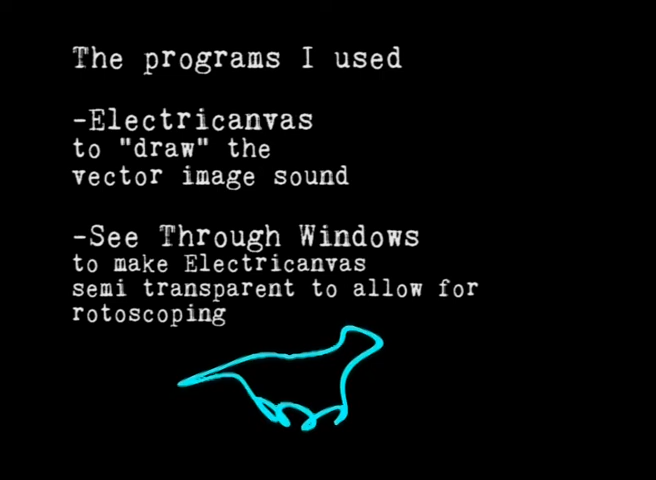 The programs I used
-Electricanvas
to "draw" the
vector image sound
-See Through Windows
to make Electricanvas
semi transparent to allow for
rotoscoping